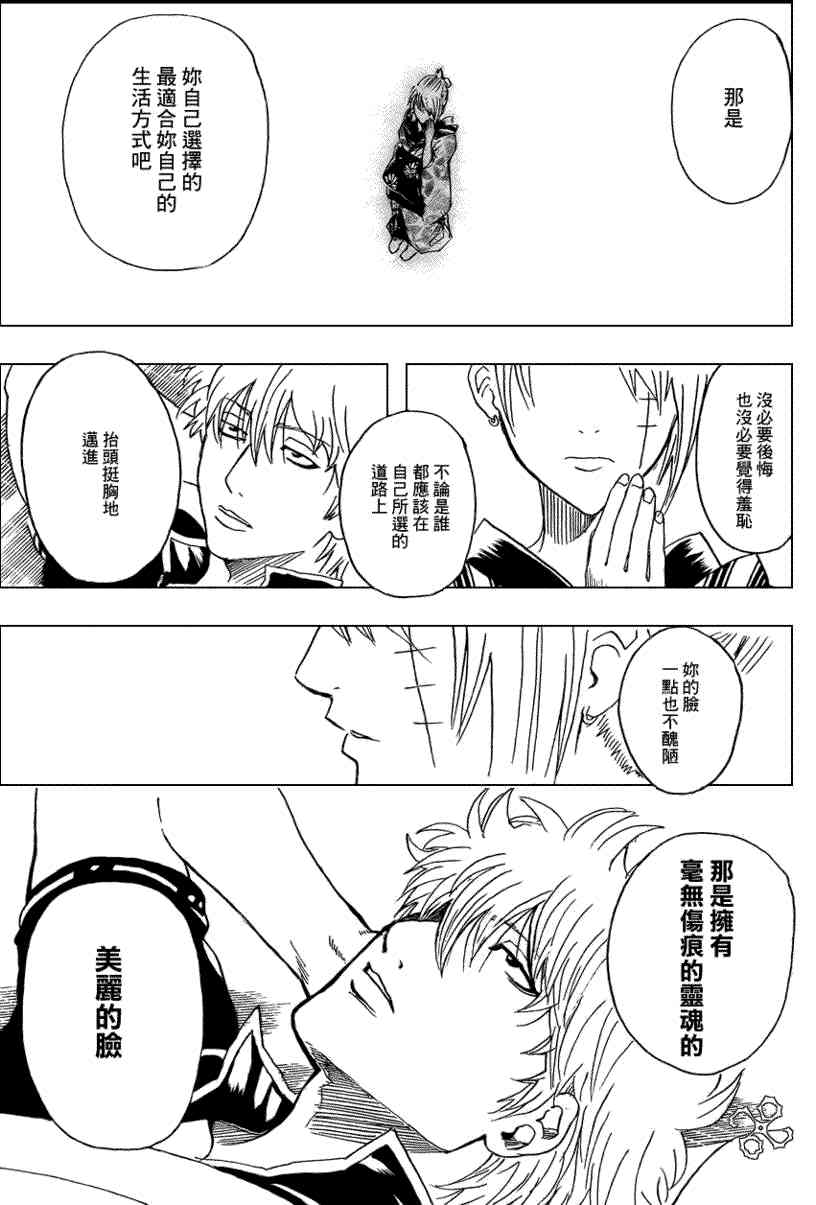 那是
妳自己選擇的
最適合妳自己的
生活方式吧
沒必要後悔
也沒必要覺得羞恥
不論是誰
都應該在
自己所選的
道路上
抬頭挺胸地
邁進
妳的臉
一點也不醜陋
那是擁有
毫無傷痕的靈魂的
美麗的臉